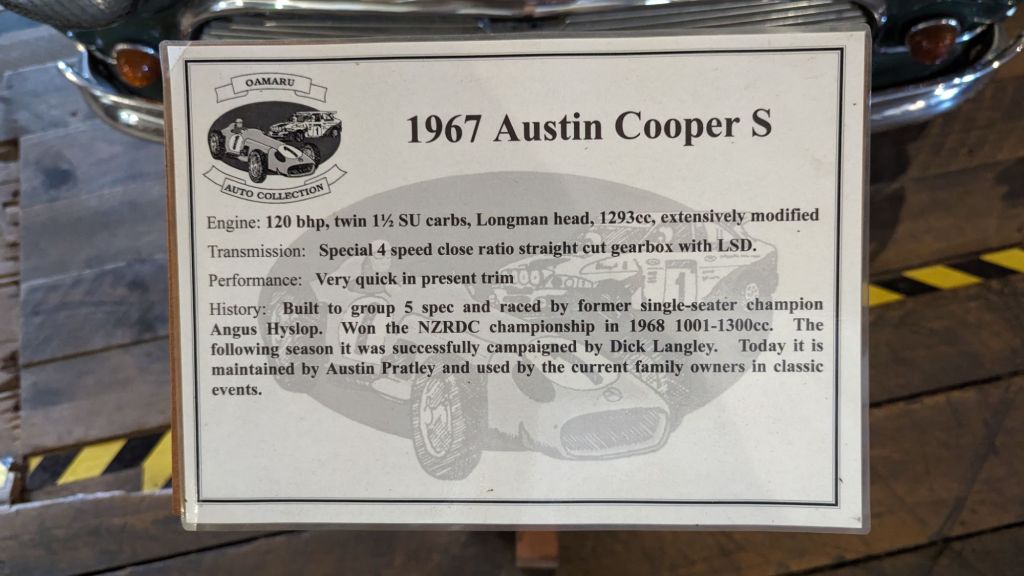 OAMARU
AUTO COLLECTION
1967 Austin Cooper S
Engine: 120 bhp, twin 1½ SU carbs, Longman head, 1293cc, extensively modified
Transmission: Special 4 speed close ratio straight cut gearbox with LSD.
Performance: Very quick in present trim
History: Built to group 5 spec and raced by former single-seater champion
Angus Hyslop. Won the NZRDC championship in 1968 1001-1300cc. The
following season it was successfully campaigned by Dick Langley. Today it is
maintained by Austin Pratley and used by the current family owners in classic
events.